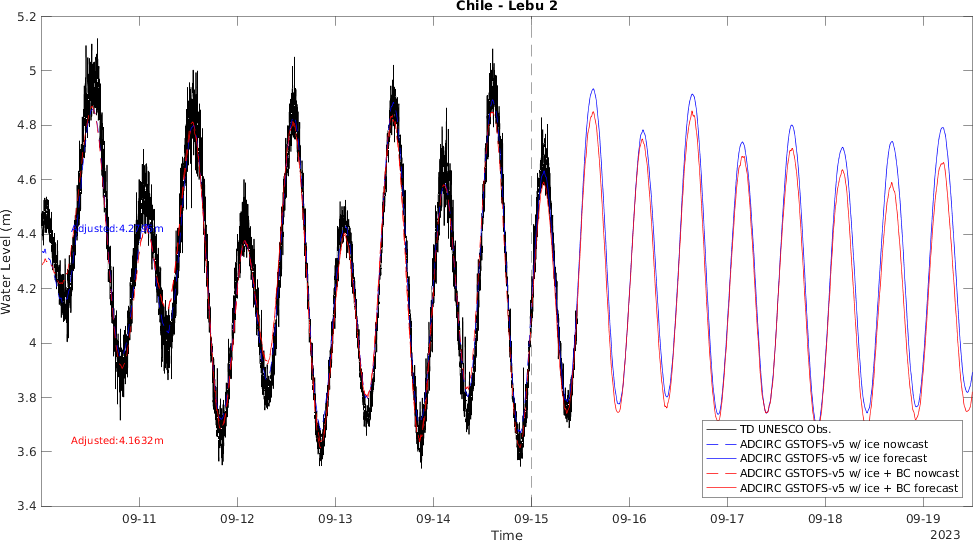 Chile - Lebu 2
5.2
5
4.8
4.6
4.4
4.2
4
3.8
3.6
3.4
Water Level (m)
Adjusted:4.1632m
TD UNESCO Obs.
ADCIRC GSTOFS-v5 w/ ice nowcast
ADCIRC GSTOFS-v5 w/ ice forecast
ADCIRC GSTOFS-v5 w/ ice + BC nowcast
ADCIRC GSTOFS-v5 w/ ice + BC forecast
09-11
09-12
09-13
09-14
09-15
09-16
09-17
09-18
09-19
Time
2023